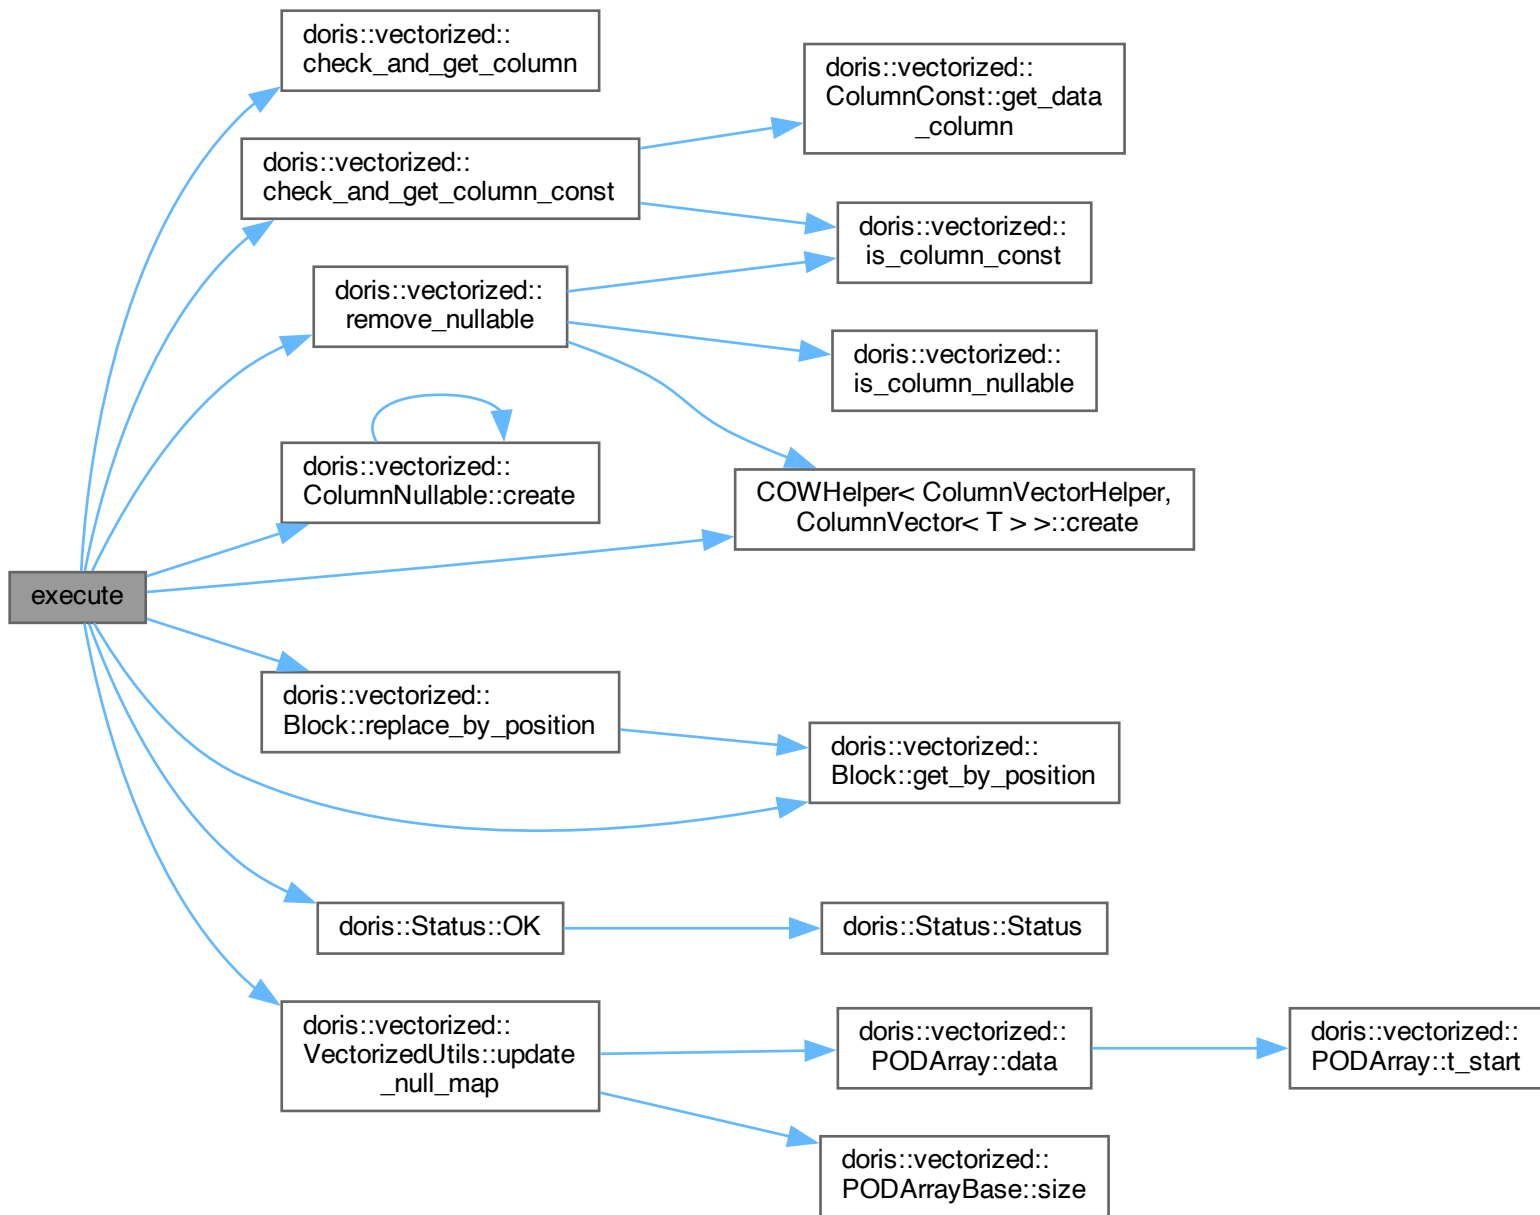 doris::vectorized::
check_and_get_column
doris::vectorized::
ColumnConst::get_data
_column
doris::vectorized::
check_and_get_column_const
doris::vectorized::
is_column_const
doris::vectorized::
remove_nullable
doris::vectorized::
is_column_nullable
doris::vectorized::
ColumnNullable::create
COWHelper< ColumnVectorHelper,
ColumnVector< T > >::create
execute
doris::vectorized::
Block::replace_by_position
doris::vectorized::
Block::get_by_position
doris::Status::OK
doris::Status::Status
doris::vectorized::
VectorizedUtils::update
_null_map
doris::vectorized::
PODArray::data
doris::vectorized::
PODArray::t_start
doris::vectorized::
PODArrayBase::size